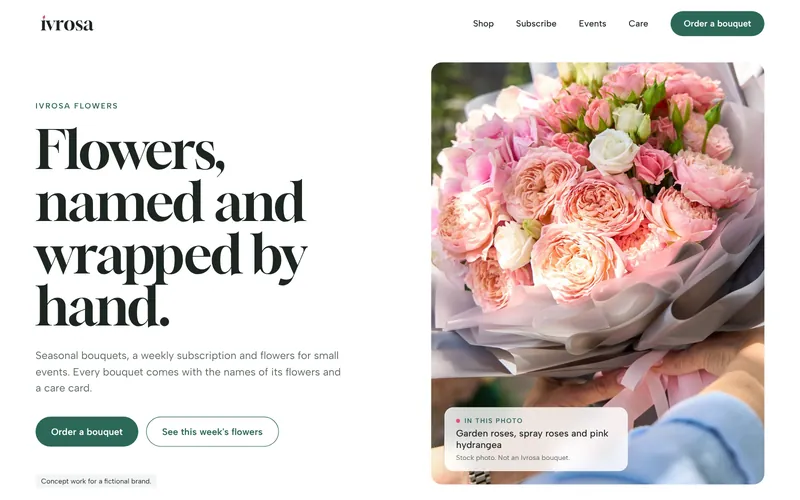 ivrosa
Shop
Subscribe
Events
Care
Order a bouquet
IVROSA FLOWERS
Flowers,
named and
wrapped by
hand.
Seasonal bouquets, a weekly subscription and flowers for small
events. Every bouquet comes with the names of its flowers and
a care card.
Order a bouquet
See this week's flowers
Concept work for a fictional brand.
IN THIS PHOTO
Garden roses, spray roses and pink
hydrangea
Stock photo. Not an Ivrosa bouquet.